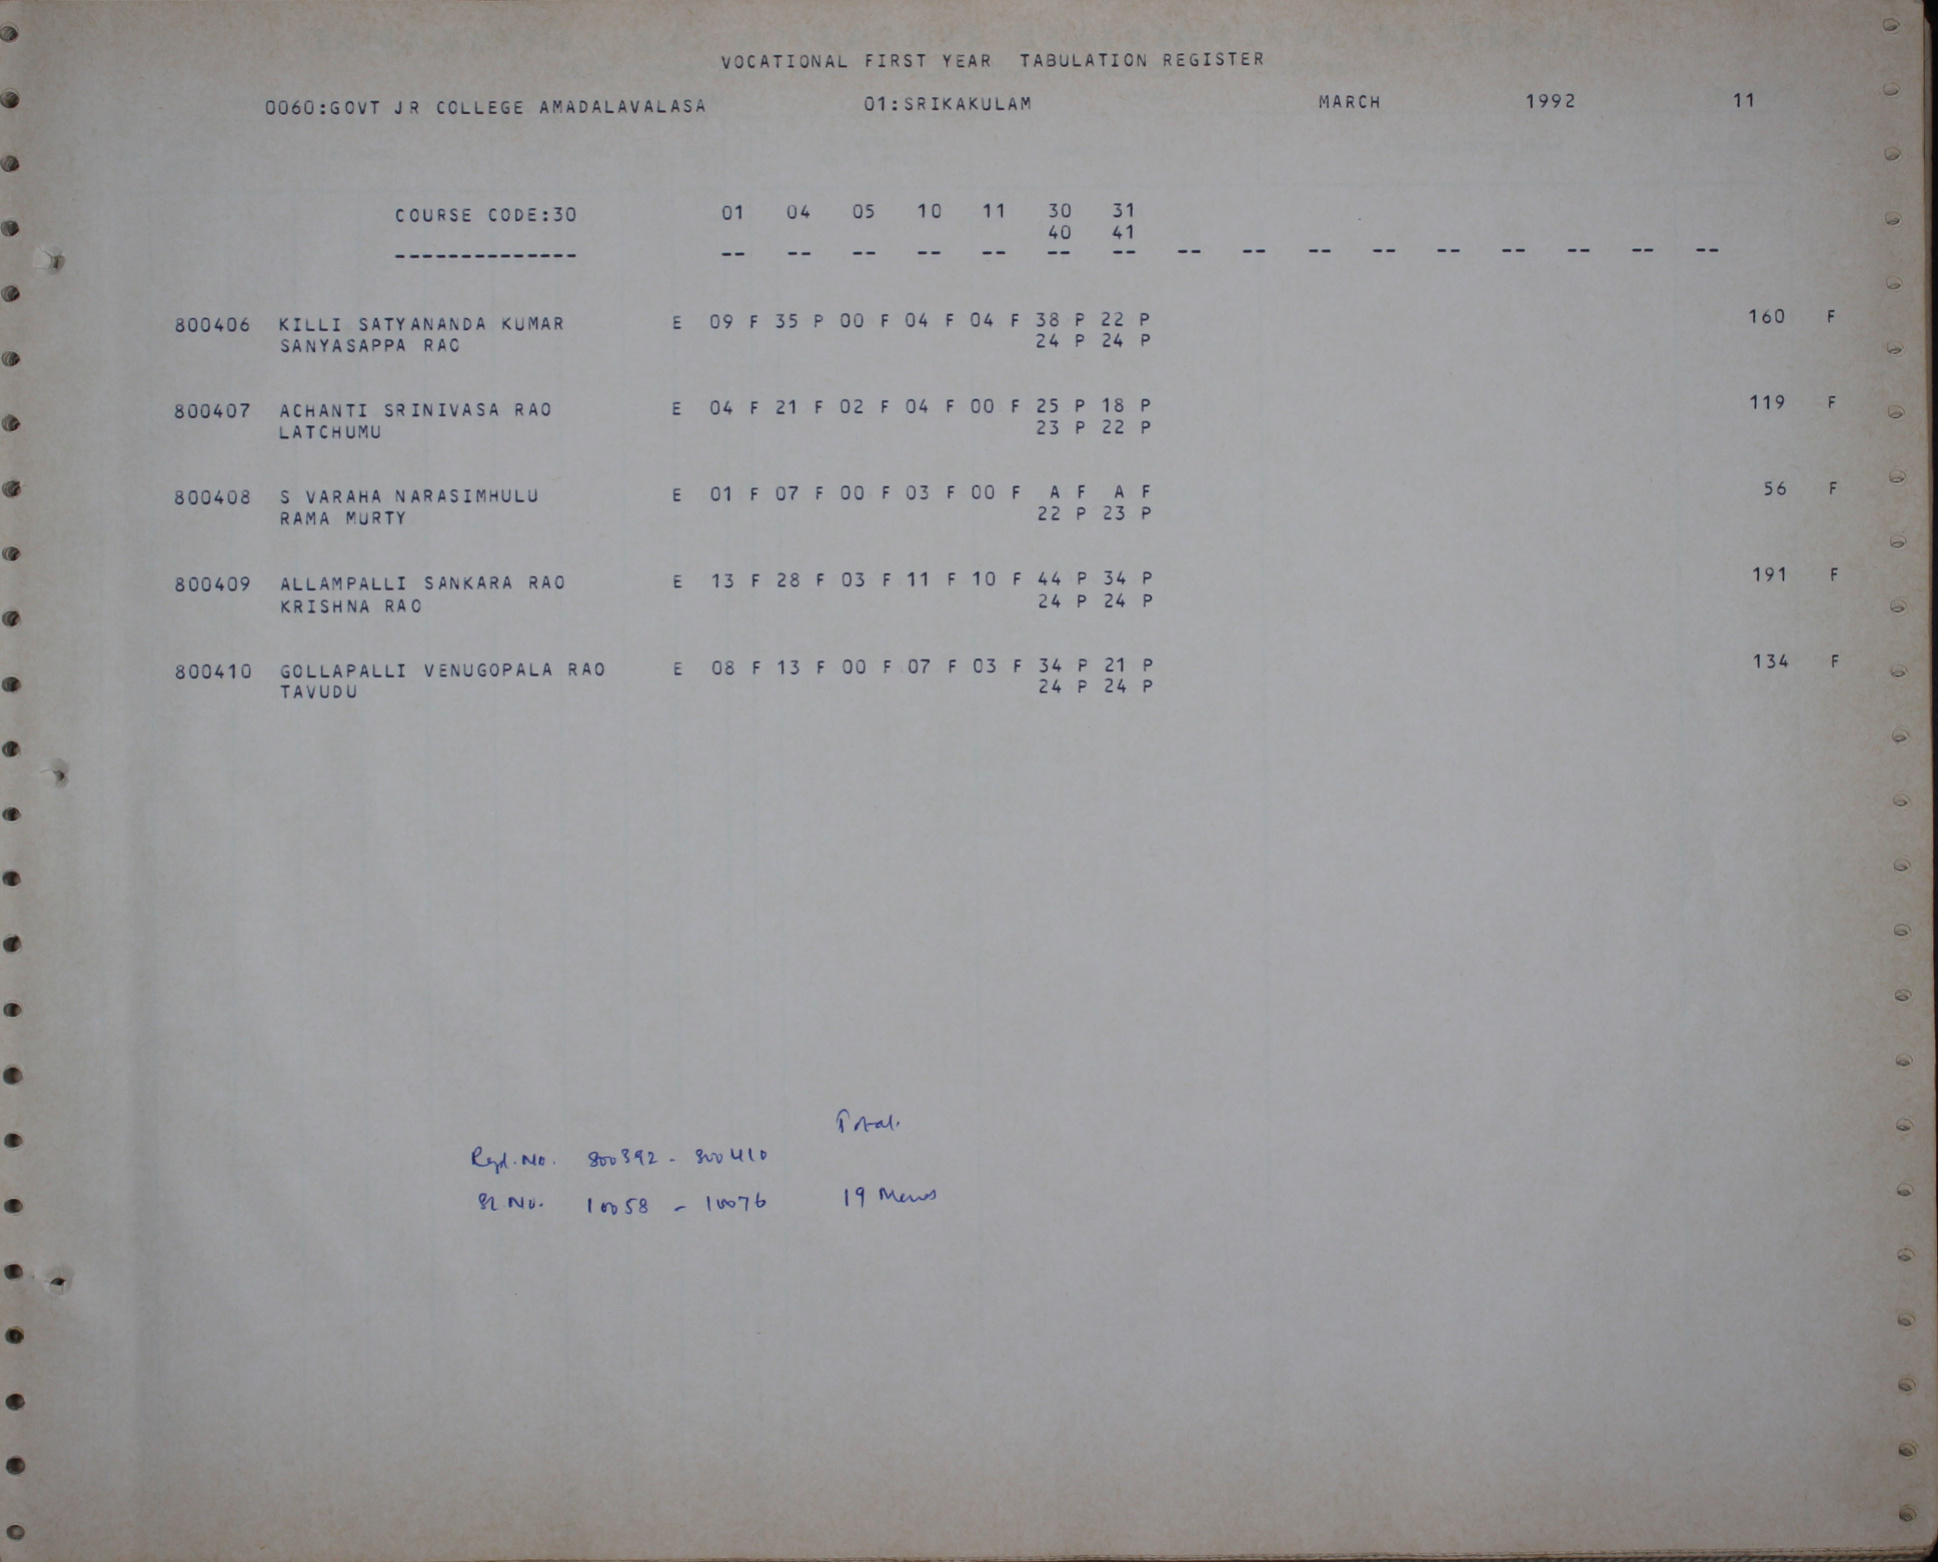 VOCATIONAL FIRST YEAR TABULATION REGISTER
0060:GOVT JR COLLEGE AMADALAVALASA 01:SRIKAKULAM MARCH 1992 11
COURSE CODE:30 01 04 05 10 11 30 31
40 41
-------------- -- -- -- -- -- -- -- -- -- -- -- -- -- -- -- --
800406 KILLI SATYANANDA KUMAR E 09 F 35 P 00 F 04 F 04 F 38 P 22 P 160 F
SANYASAPPA RAO 24 P 24 P
800407 ACHANTI SRINIVASA RAO E 04 F 21 F 02 F 04 F 00 F 25 P 18 P 119 F
LATCHUMU 23 P 22 P
800408 S VARAHA NARASIMHULU E 01 F 07 F 00 F 03 F 00 F A F A F 56 F
RAMA MURTY 22 P 23 P
800409 ALLAMPALLI SANKARA RAO E 13 F 28 F 03 F 11 F 10 F 44 P 34 P 191 F
KRISHNA RAO 24 P 24 P
800410 GOLLAPALLI VENUGOPALA RAO E 08 F 13 F 00 F 07 F 03 F 34 P 21 P 134 F
TAVUDU 24 P 24 P
Total.
Regd. No. 800392 - 800410
Sl. No. 10058 - 10076 19 Memos